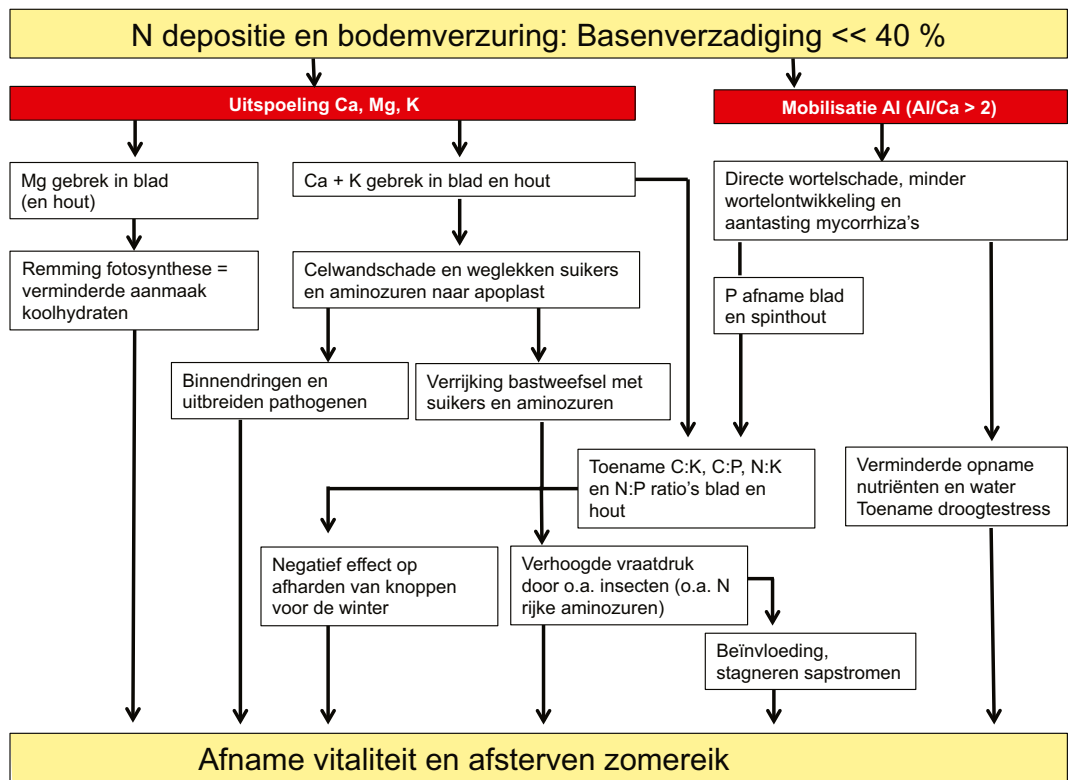 N depositie en bodemverzuring: Basenverzadiging << 40 %
Uitspoeling Ca, Mg, K
Mobilisatie Al (Al/Ca > 2)
Mg gebrek in blad
(en hout)
Ca + K gebrek in blad en hout
Directe wortelschade, minder
wortelontwikkeling en
aantasting mycorrhiza's
Remming fotosynthese =
verminderde aanmaak
koolhydraten
Celwandschade en weglekken suikers
en aminozuren naar apoplast
P afname blad
en spinthout
Binnendringen en
uitbreiden pathogenen
Verrijking bastweefsel met
suikers en aminozuren
Toename C:K, C:P, N:K
en N:P ratio's blad en
hout
Verminderde opname
nutriënten en water
Toename droogtestress
Negatief effect op
afharden van knoppen
voor de winter
Verhoogde vraatdruk
door o.a. insecten (o.a. N
rijke aminozuren)
Beïnvloeding,
stagneren sapstromen
Afname vitaliteit en afsterven zomereik